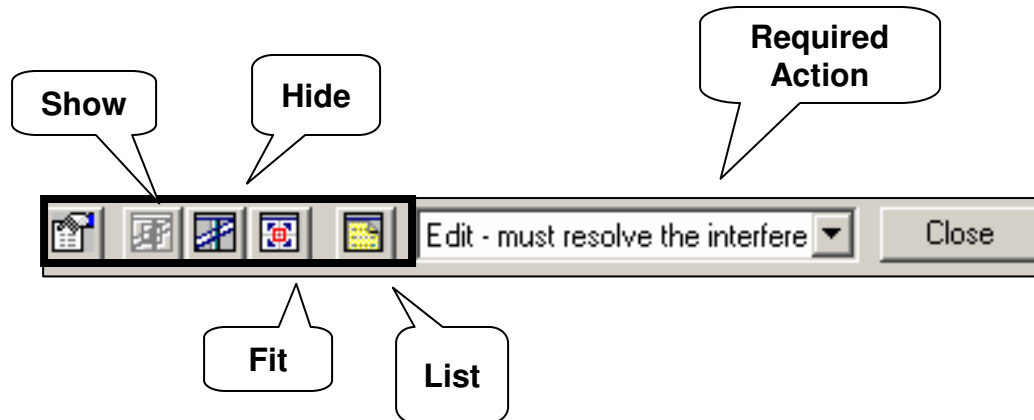 Required
Action
Show
Hide
Edit - must resolve the interfere
Close
Fit
List